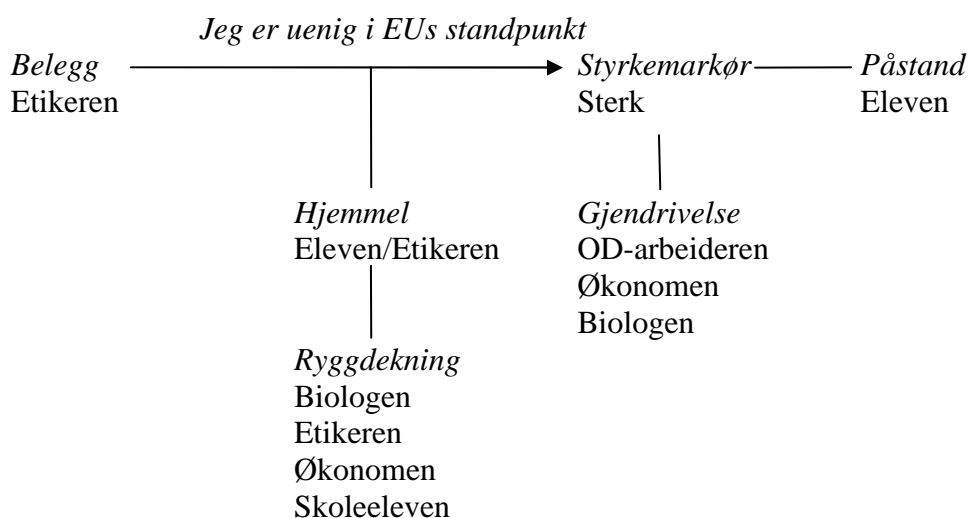 Jeg er uenig i EUs standpunkt
Belegg
Etikeren
Styrkemarkør
Sterk
Påstand
Eleven
Hjemmel
Eleven/Etikeren
Gjendrivelse
OD-arbeideren
Økonomen
Biologen
Ryggdekning
Biologen
Etikeren
Økonomen
Skoleeleven